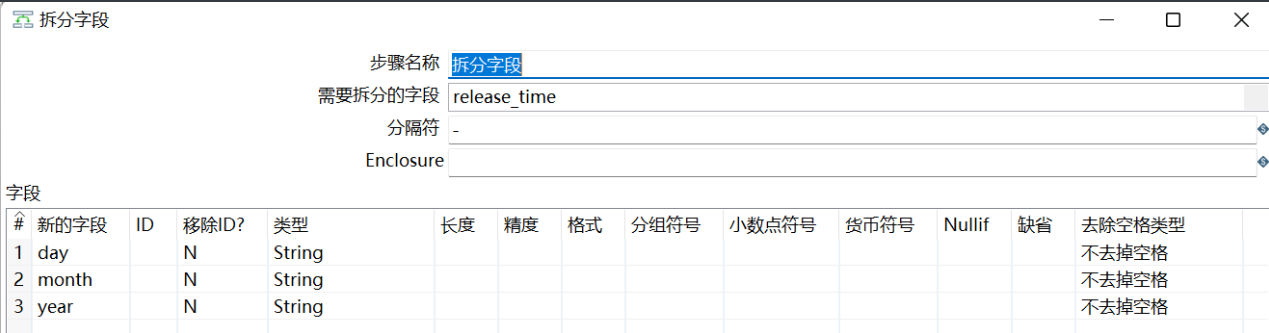 拆分字段
步骤名称 拆分字段
需要拆分的字段 release_time
分隔符 -
Enclosure
字段
# 新的字段 ID 移除ID? 类型 长度 精度 格式 分组符号 小数点符号 货币符号 Nullif 缺省 去除空格类型
1 day N String 不去掉空格
2 month N String 不去掉空格
3 year N String 不去掉空格